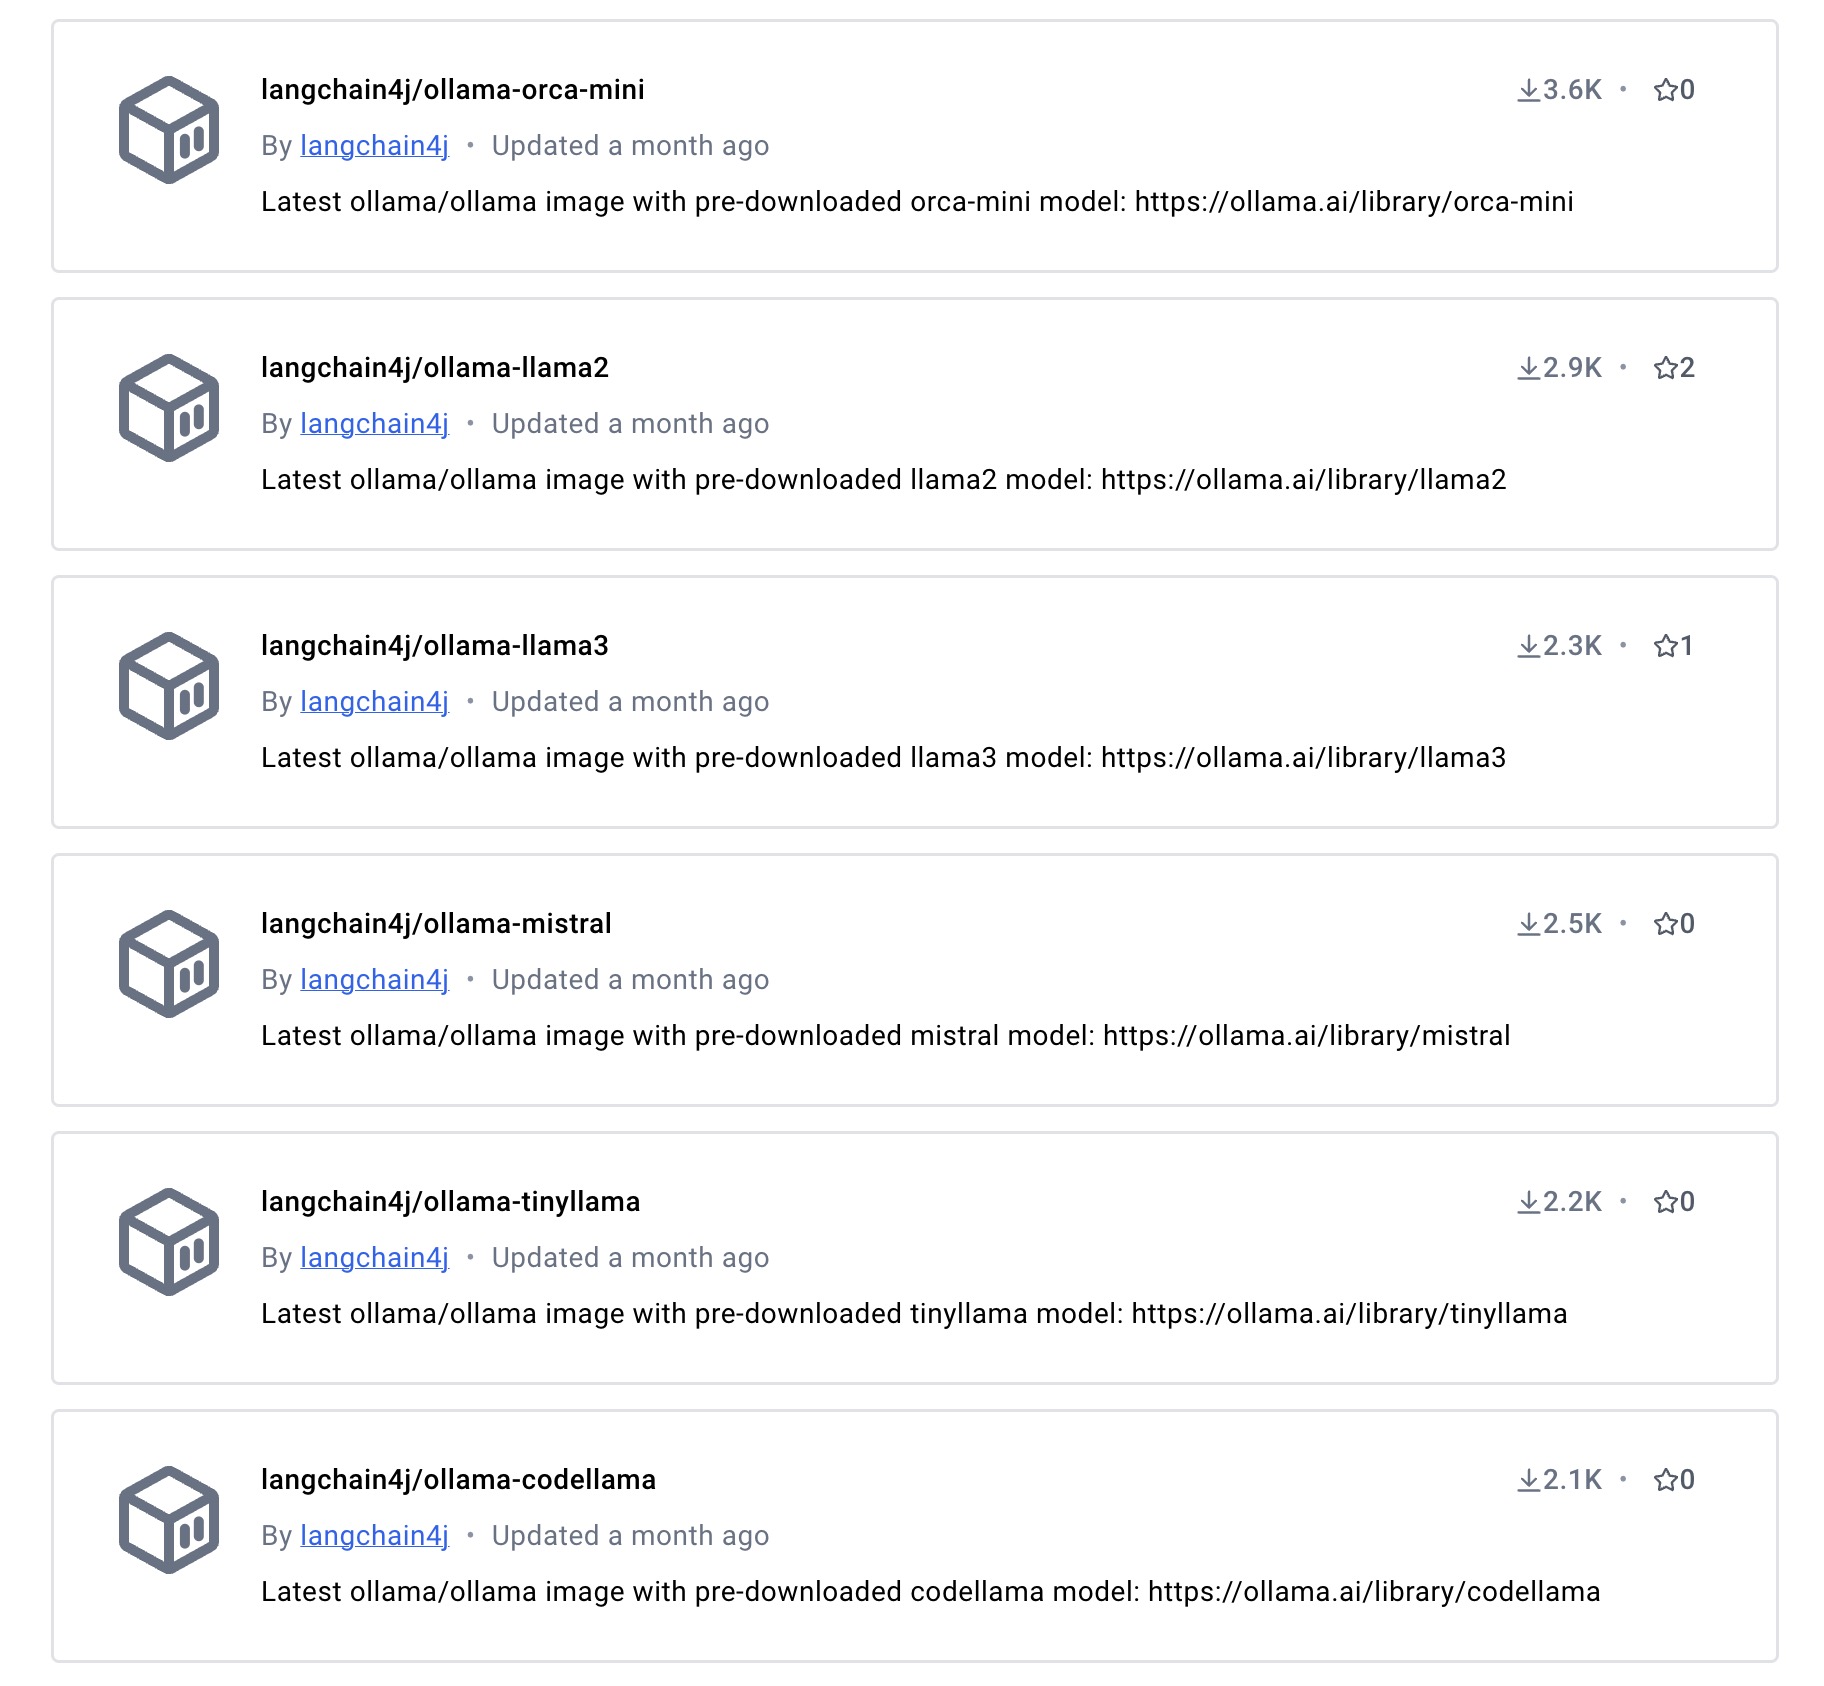 langchain4j/ollama-orca-mini 3.6K • 0
By langchain4j • Updated a month ago
Latest ollama/ollama image with pre-downloaded orca-mini model: https://ollama.ai/library/orca-mini
langchain4j/ollama-llama2 2.9K • 2
By langchain4j • Updated a month ago
Latest ollama/ollama image with pre-downloaded llama2 model: https://ollama.ai/library/llama2
langchain4j/ollama-llama3 2.3K • 1
By langchain4j • Updated a month ago
Latest ollama/ollama image with pre-downloaded llama3 model: https://ollama.ai/library/llama3
langchain4j/ollama-mistral 2.5K • 0
By langchain4j • Updated a month ago
Latest ollama/ollama image with pre-downloaded mistral model: https://ollama.ai/library/mistral
langchain4j/ollama-tinyllama 2.2K • 0
By langchain4j • Updated a month ago
Latest ollama/ollama image with pre-downloaded tinyllama model: https://ollama.ai/library/tinyllama
langchain4j/ollama-codellama 2.1K • 0
By langchain4j • Updated a month ago
Latest ollama/ollama image with pre-downloaded codellama model: https://ollama.ai/library/codellama